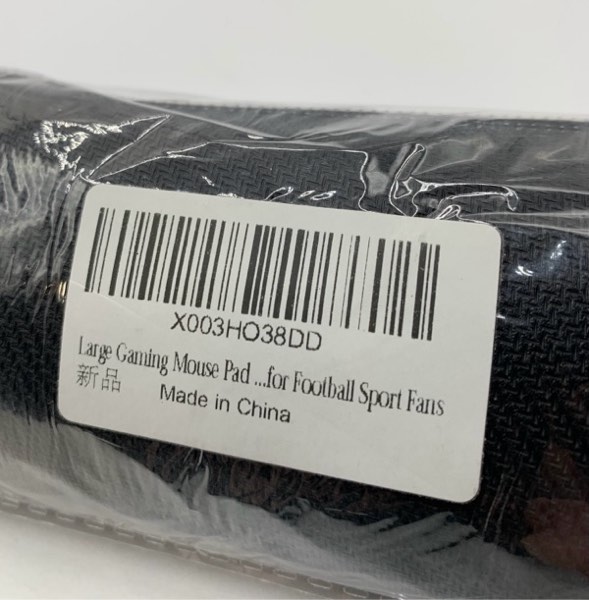 X003HO38DD
Large Gaming Mouse Pad ...for Football Sport Fans
新品
Made in China